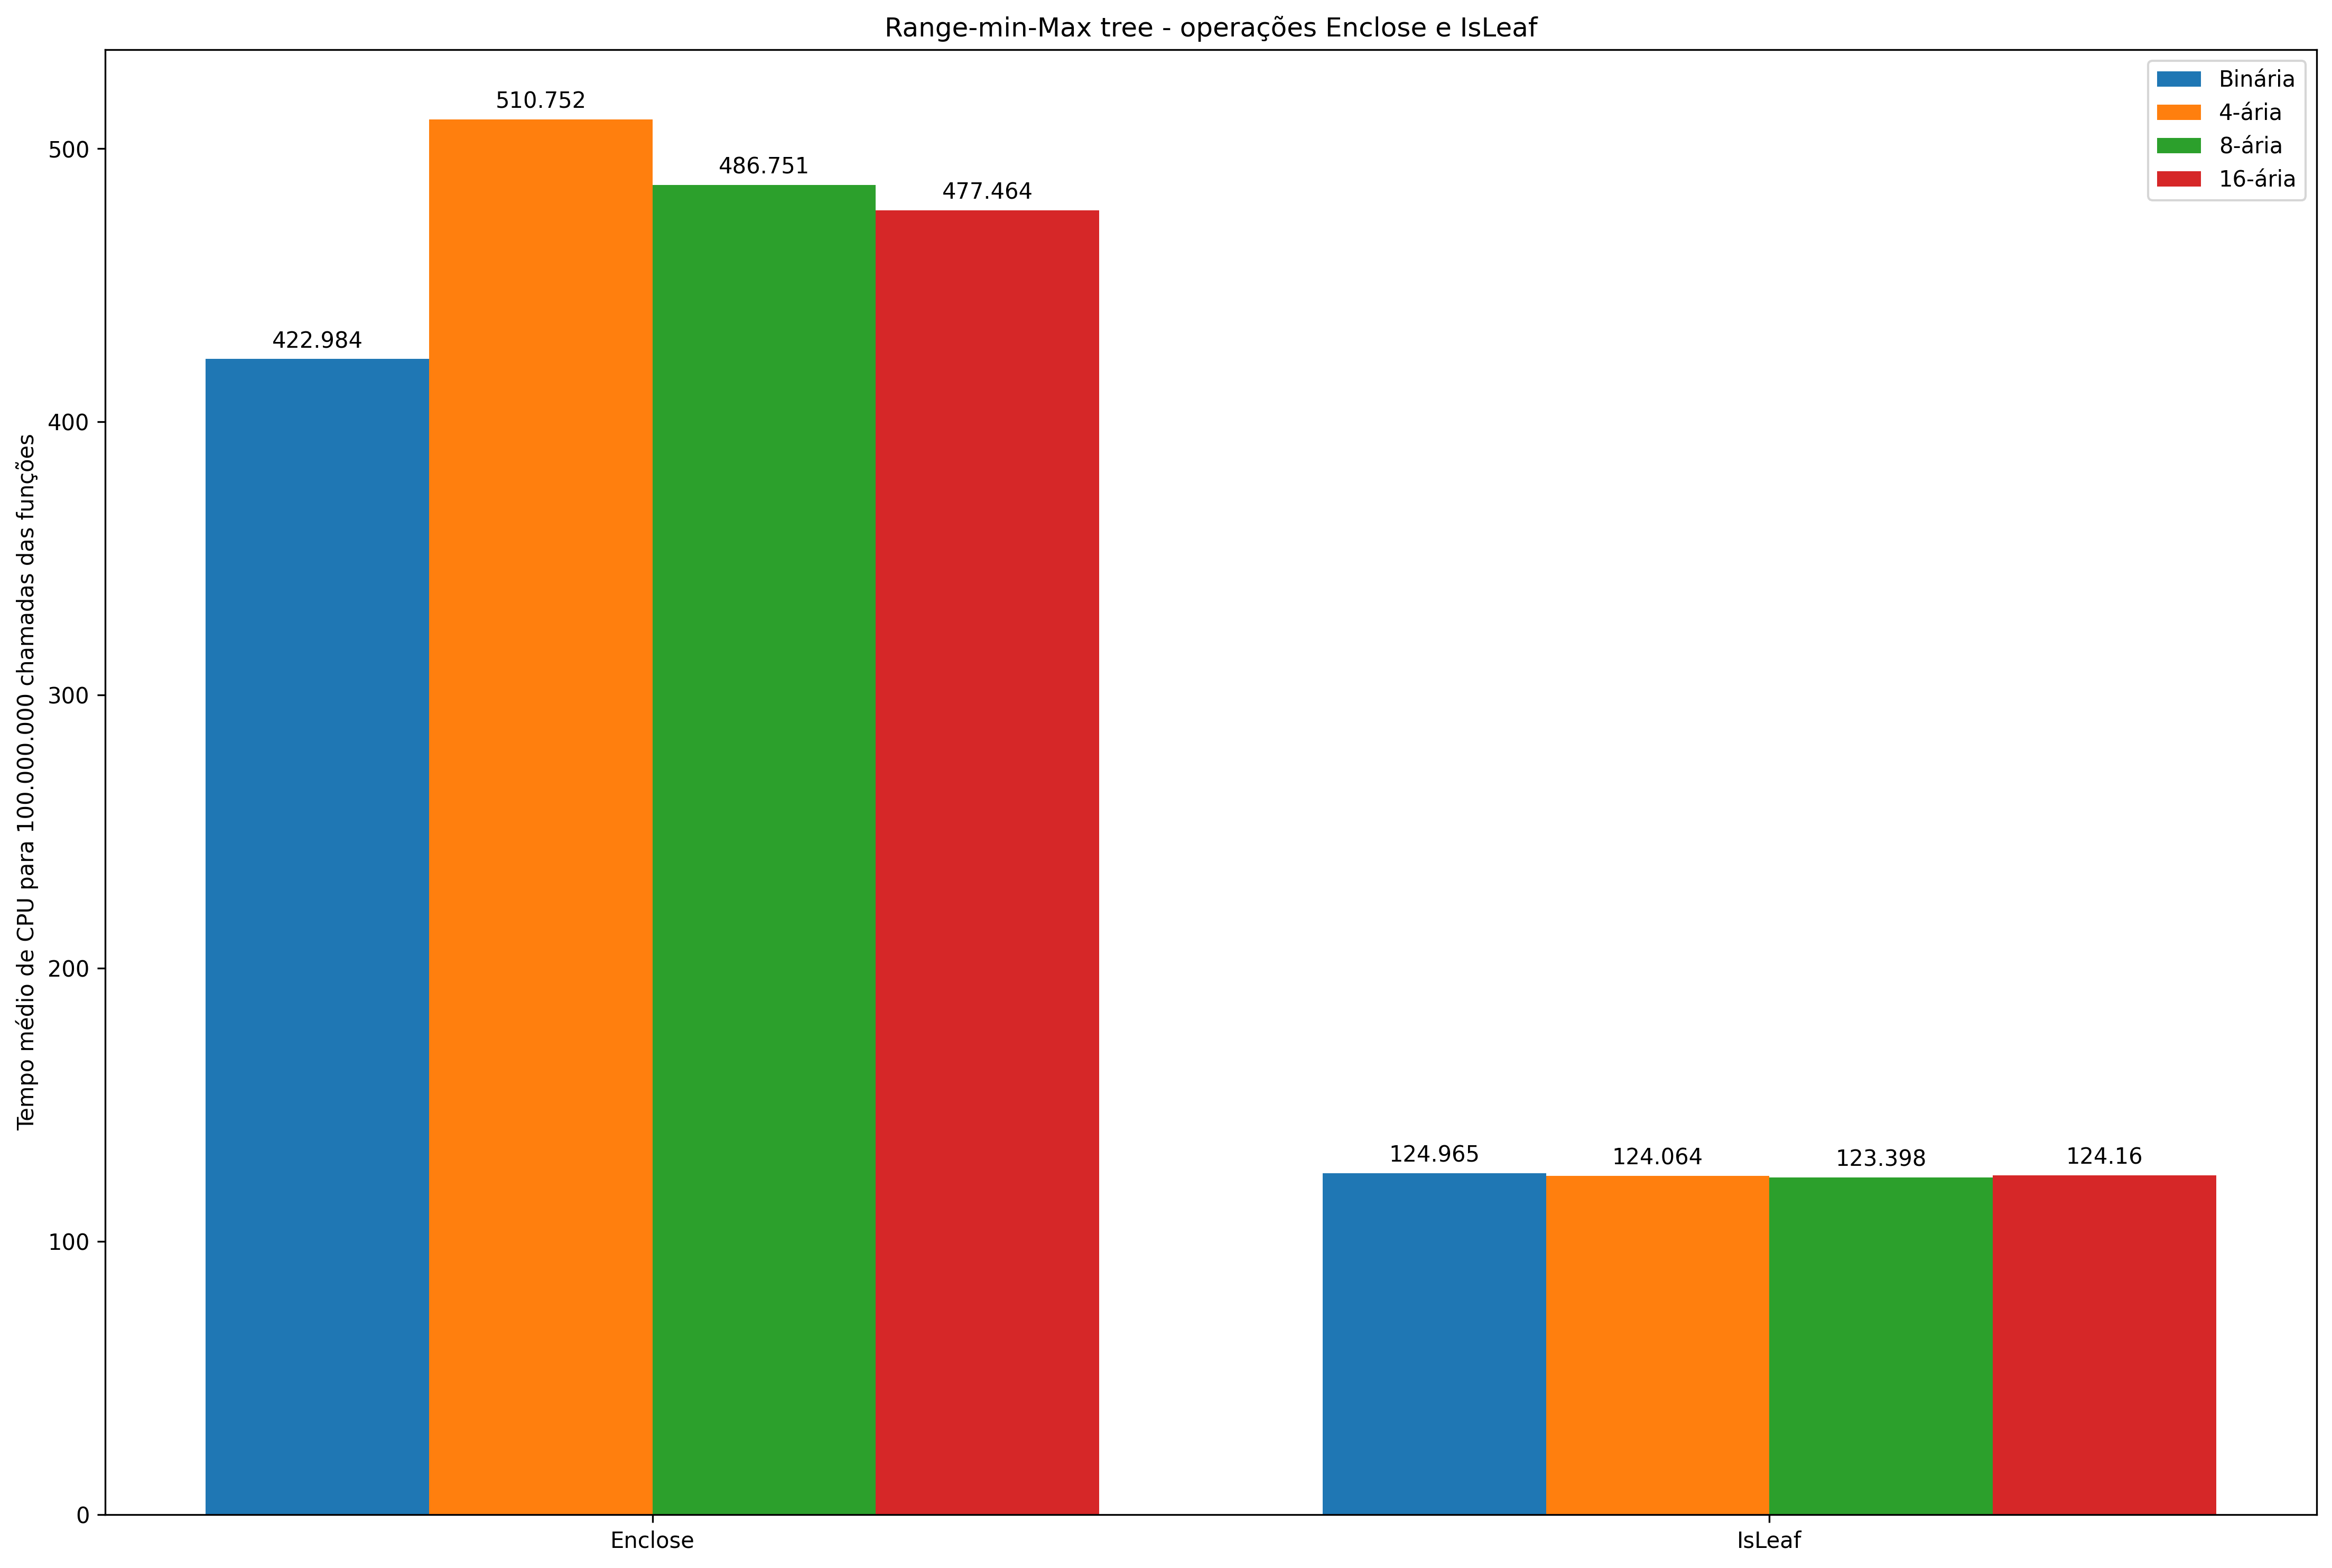 Range-min-Max tree - operações Enclose e IsLeaf
Tempo médio de CPU para 100.000.000 chamadas das funções
500
400
300
200
100
0
422.984
510.752
486.751
477.464
124.965
124.064
123.398
124.16
Enclose
IsLeaf
Binária
4-ária
8-ária
16-ária